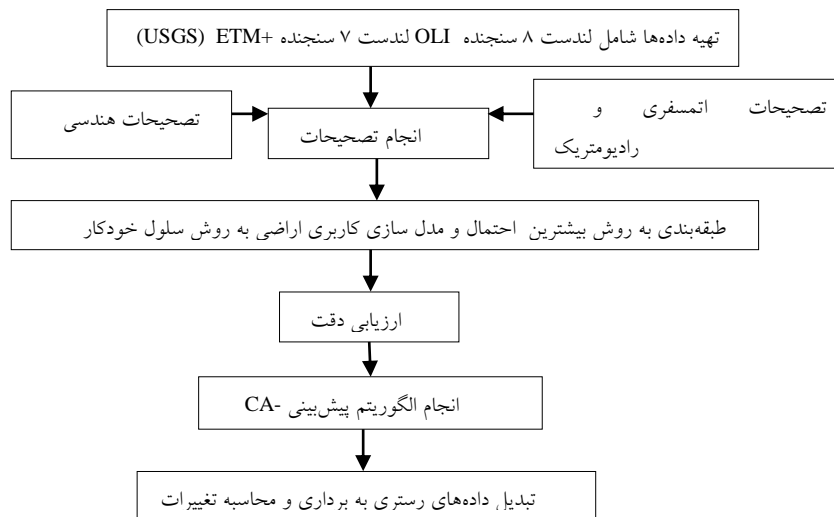 تهیه داده‌ها شامل لندست ۸ سنجنده OLI لندست ۷ سنجنده ETM+ (USGS)
تصحیحات اتمسفری و
رادیومتریک
تصحیحات هندسی
انجام تصحیحات
طبقه‌بندی به روش بیشترین احتمال و مدل سازی کاربری اراضی به روش سلول خودکار
ارزیابی دقت
انجام الگوریتم پیش‌بینی CA-
تبدیل داده‌های رستری به برداری و محاسبه تغییرات